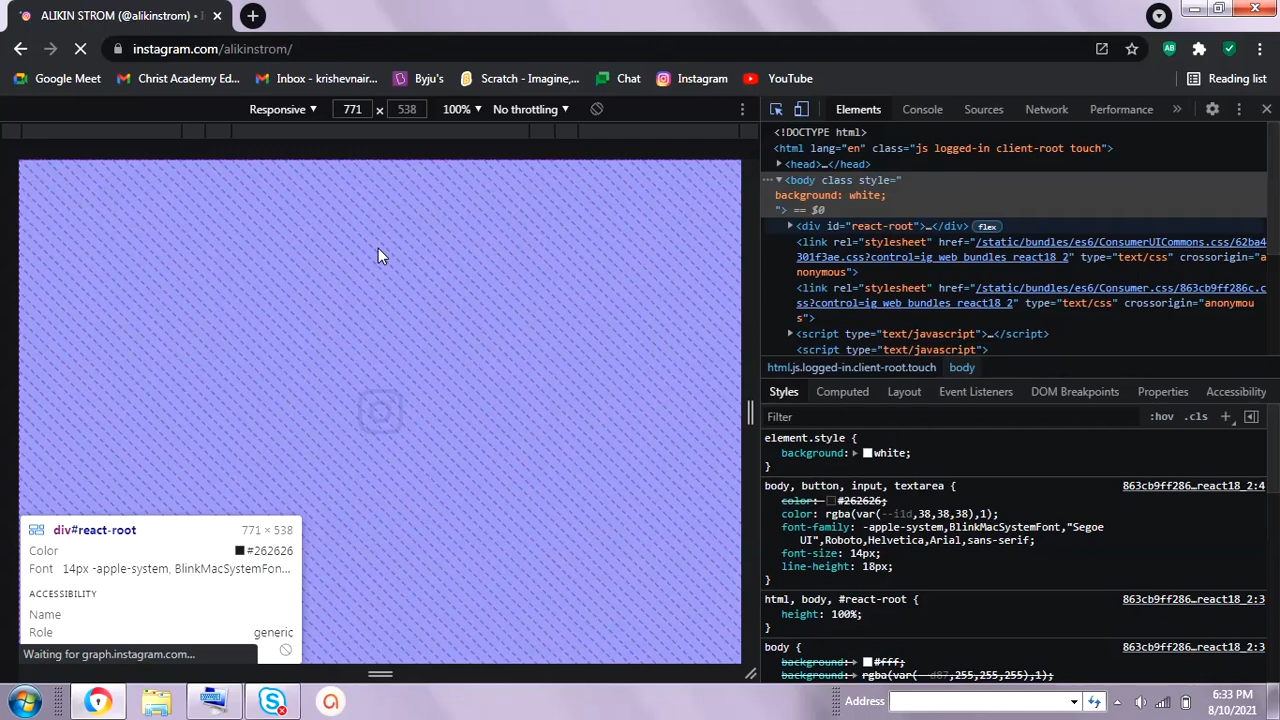 ALIKIN STROM (@alikinstrom) •
instagram.com/alikinstrom/
Google Meet Christ Academy Ed... Inbox - krishevnair... Byju's Scratch - Imagine,... Chat Instagram YouTube Reading list
Responsive 771 x 538 100% No throttling
Elements Console Sources Network Performance »
<!DOCTYPE html>
<html lang="en" class="js logged-in client-root touch">
<head>…</head>
<body class style="
background: white;
"> == $0
<div id="react-root">…</div> flex
<link rel="stylesheet" href="/static/bundles/es6/ConsumerUICommons.css/62ba4
301f3ae.css?control=ig_web_bundles_react18_2" type="text/css" crossorigin="a
nonymous">
<link rel="stylesheet" href="/static/bundles/es6/Consumer.css/863cb9ff286c.c
ss?control=ig_web_bundles_react18_2" type="text/css" crossorigin="anonymou
s">
<script type="text/javascript">…</script>
<script type="text/javascript">
html.js.logged-in.client-root.touch body
Styles Computed Layout Event Listeners DOM Breakpoints Properties Accessibility
Filter :hov .cls +
element.style {
background: white;
}
body, button, input, textarea { 863cb9ff286…react18_2:4
color: #262626;
color: rgba(var(--i1d,38,38,38),1);
font-family: -apple-system,BlinkMacSystemFont,"Segoe
UI",Roboto,Helvetica,Arial,sans-serif;
font-size: 14px;
line-height: 18px;
}
html, body, #react-root { 863cb9ff286…react18_2:3
height: 100%;
}
body { 863cb9ff286…react18_2:3
background: #fff;
background: rgba(var(--d87,255,255,255),1);
div#react-root 771 × 538
Color #262626
Font 14px -apple-system, BlinkMacSystemFon...
ACCESSIBILITY
Name
Role generic
Waiting for graph.instagram.com...
Address
6:33 PM
8/10/2021